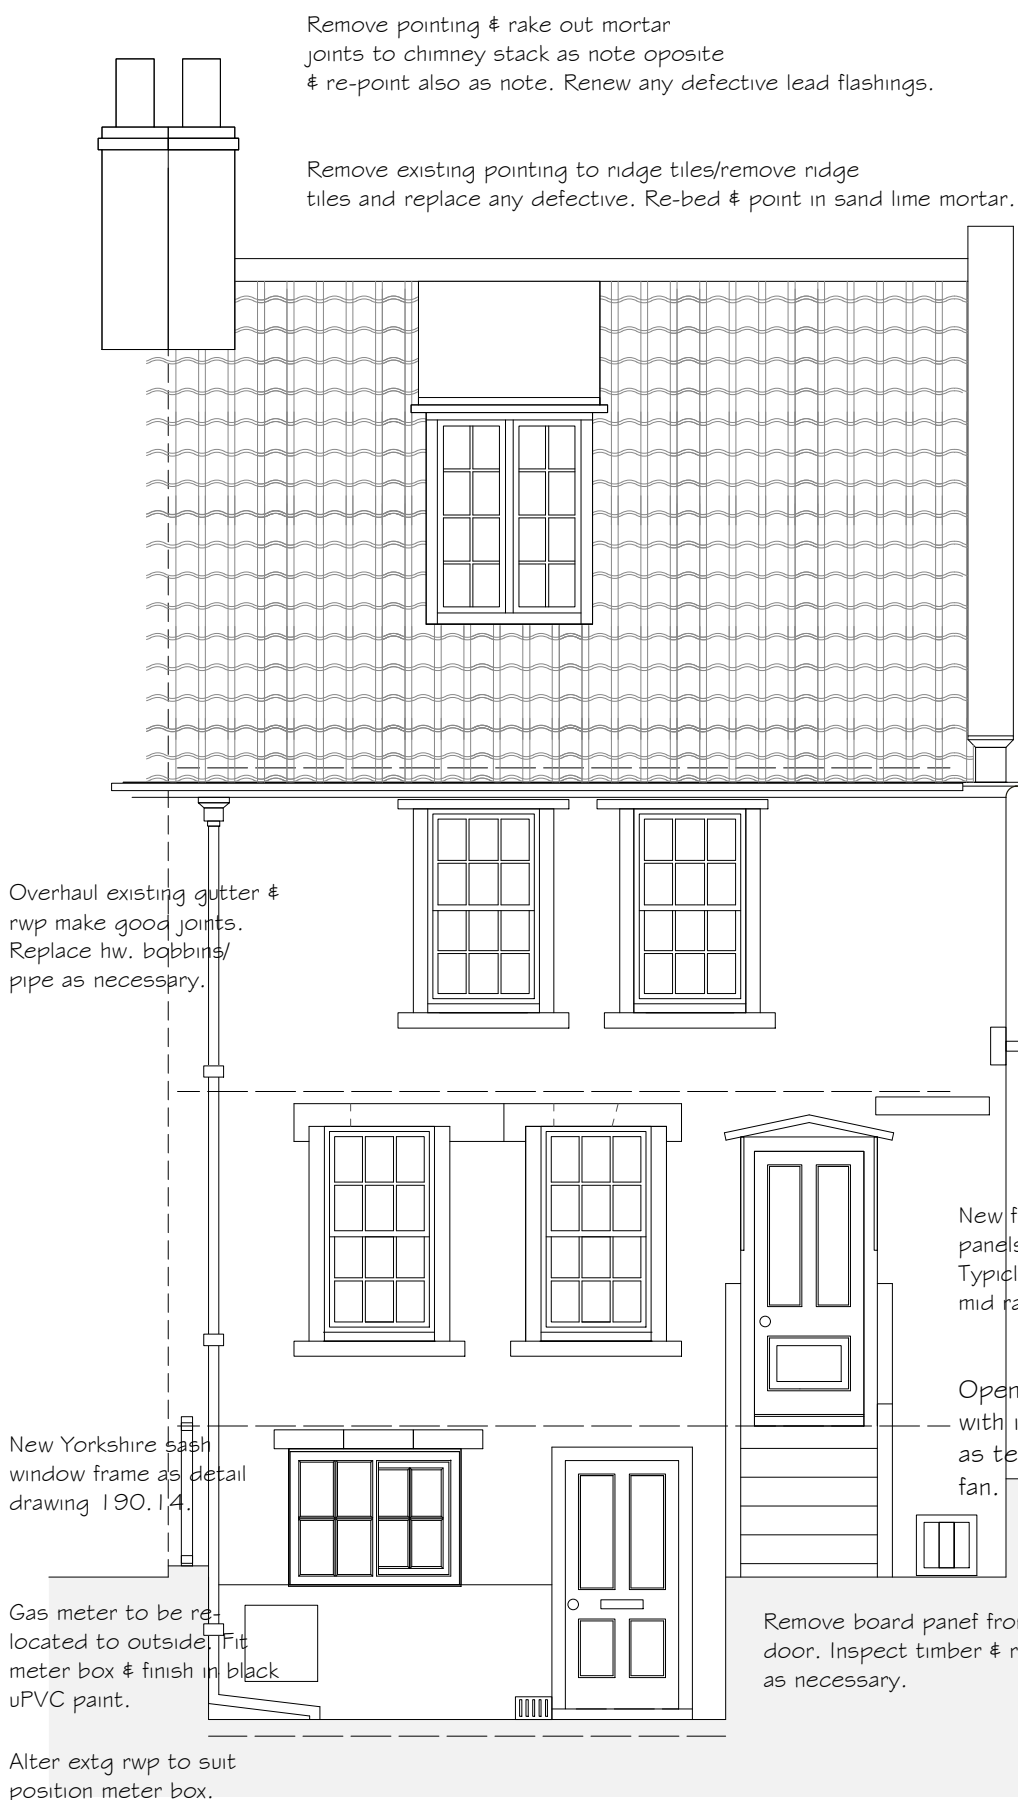 Remove pointing & rake out mortar
joints to chimney stack as note oposite
& re-point also as note. Renew any defective lead flashings.
Remove existing pointing to ridge tiles/remove ridge
tiles and replace any defective. Re-bed & point in sand lime mortar.
Overhaul existing gutter &
rwp make good joints.
Replace hw. bobbins/
pipe as necessary.
New f
panels
Typicl
mid ra
Open
with i
as te
fan.
New Yorkshire sash
window frame as detail
drawing 190.14.
Gas meter to be re-
located to outside. Fit
meter box & finish in black
uPVC paint.
Remove board panef fro
door. Inspect timber & r
as necessary.
Alter extg rwp to suit
position meter box.